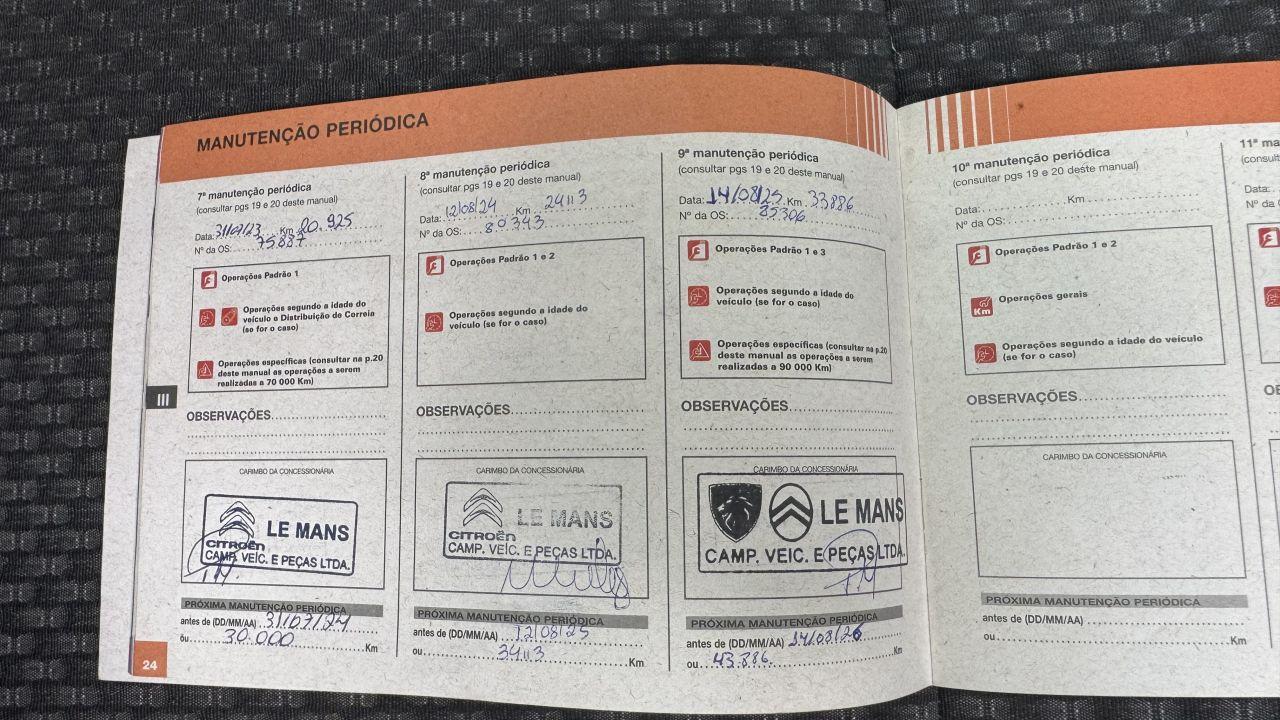 MANUTENÇÃO PERIÓDICA
7ª manutenção periódica
(consultar pgs 19 e 20 deste manual)
Data: 31/07/23 Km 20.925
Nº da OS: 75887
Operações Padrão 1
Operações segundo a idade do
veículo e Distribuição de Correia
(se for o caso)
Operações específicas (consultar na p.20
deste manual as operações a serem
realizadas a 70 000 Km)
OBSERVAÇÕES
CARIMBO DA CONCESSIONÁRIA
LE MANS
CITROËN
CAMP. VEÍC. E PEÇAS LTDA.
PRÓXIMA MANUTENÇÃO PERIÓDICA
antes de (DD/MM/AA) 31/07/24
ou 30.000 Km
24
III
8ª manutenção periódica
(consultar pgs 19 e 20 deste manual)
Data: 12/08/24 Km 24113
Nº da OS: 80343
Operações Padrão 1 e 2
Operações segundo a idade do
veículo (se for o caso)
OBSERVAÇÕES
CARIMBO DA CONCESSIONÁRIA
LE MANS
CITROËN
CAMP. VEÍC. E PEÇAS LTDA.
PRÓXIMA MANUTENÇÃO PERIÓDICA
antes de (DD/MM/AA) 12/08/25
ou 34113 Km
9ª manutenção periódica
(consultar pgs 19 e 20 deste manual)
Data: 14/08/25 Km 33886
Nº da OS: 85306
Operações Padrão 1 e 3
Operações segundo a idade do
veículo (se for o caso)
Operações específicas (consultar na p.20
deste manual as operações a serem
realizadas a 90 000 Km)
OBSERVAÇÕES
CARIMBO DA CONCESSIONÁRIA
LE MANS
CAMP. VEÍC. E PEÇAS LTDA.
PRÓXIMA MANUTENÇÃO PERIÓDICA
antes de (DD/MM/AA) 14/08/26
ou 43.886 Km
10ª manutenção periódica
(consultar pgs 19 e 20 deste manual)
Data: Km
Nº da OS:
Operações Padrão 1 e 2
Km Operações gerais
Operações segundo a idade do veículo
(se for o caso)
OBSERVAÇÕES
CARIMBO DA CONCESSIONÁRIA
PRÓXIMA MANUTENÇÃO PERIÓDICA
antes de (DD/MM/AA)
ou Km
11ª ma
(consult
Data:
Nº da